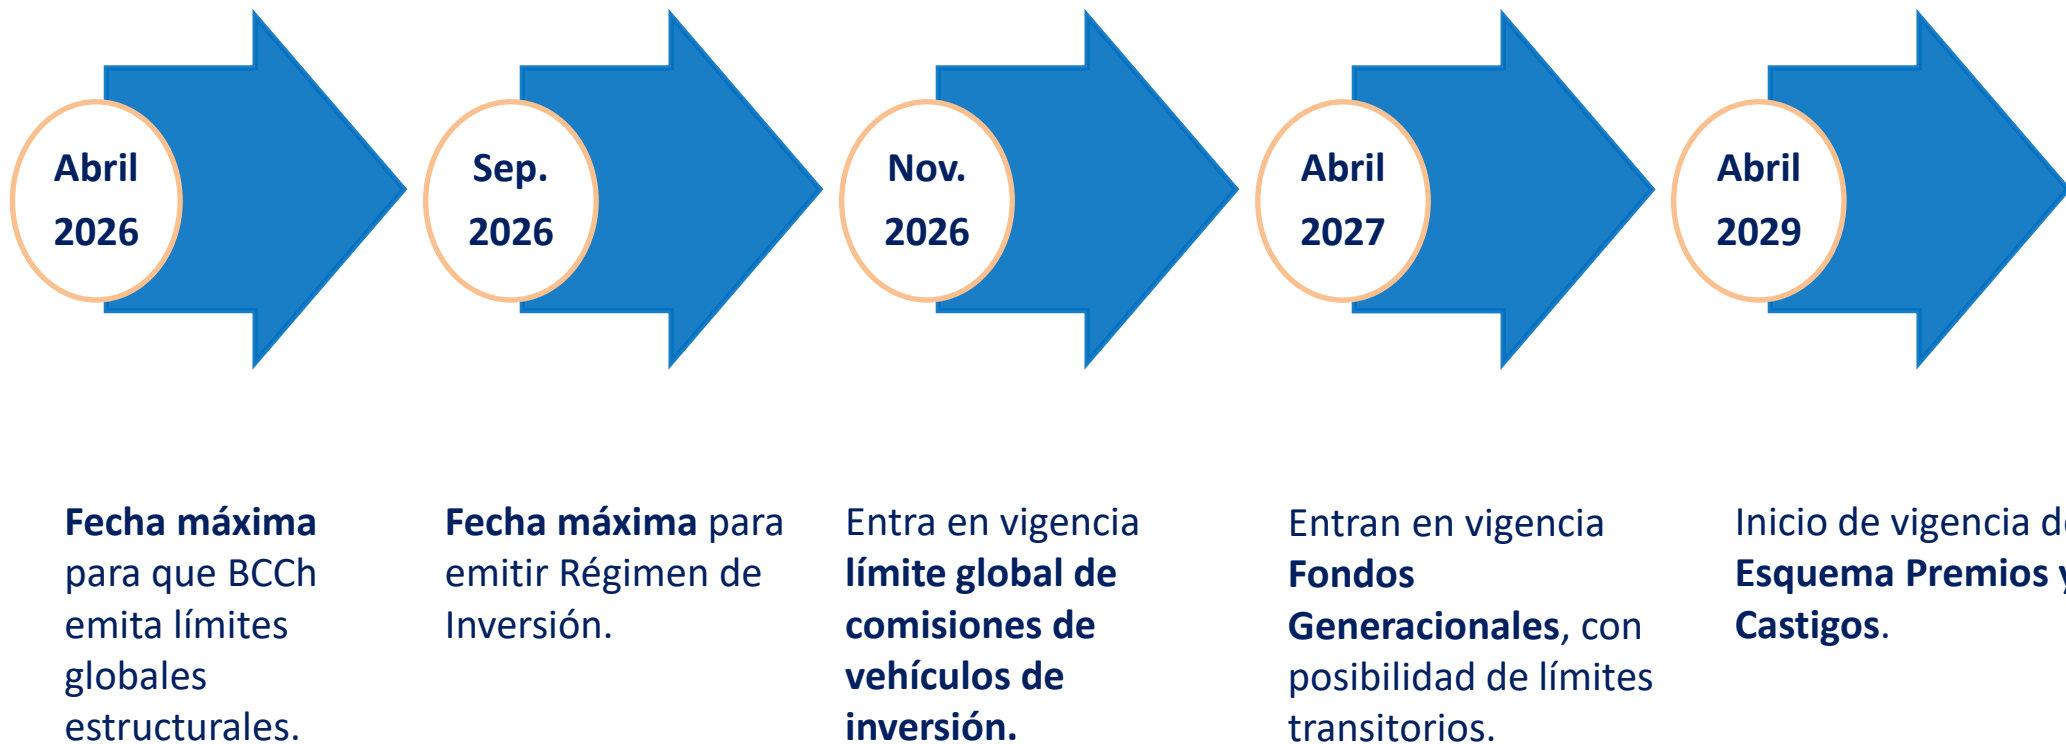 Abril
2026
Sep.
2026
Nov.
2026
Abril
2027
Abril
2029
Fecha máxima
para que BCCh
emita límites
globales
estructurales.
Fecha máxima para
emitir Régimen de
Inversión.
Entra en vigencia
límite global de
comisiones de
vehículos de
inversión.
Entran en vigencia
Fondos
Generacionales, con
posibilidad de límites
transitorios.
Inicio de vigencia de
Esquema Premios y
Castigos.